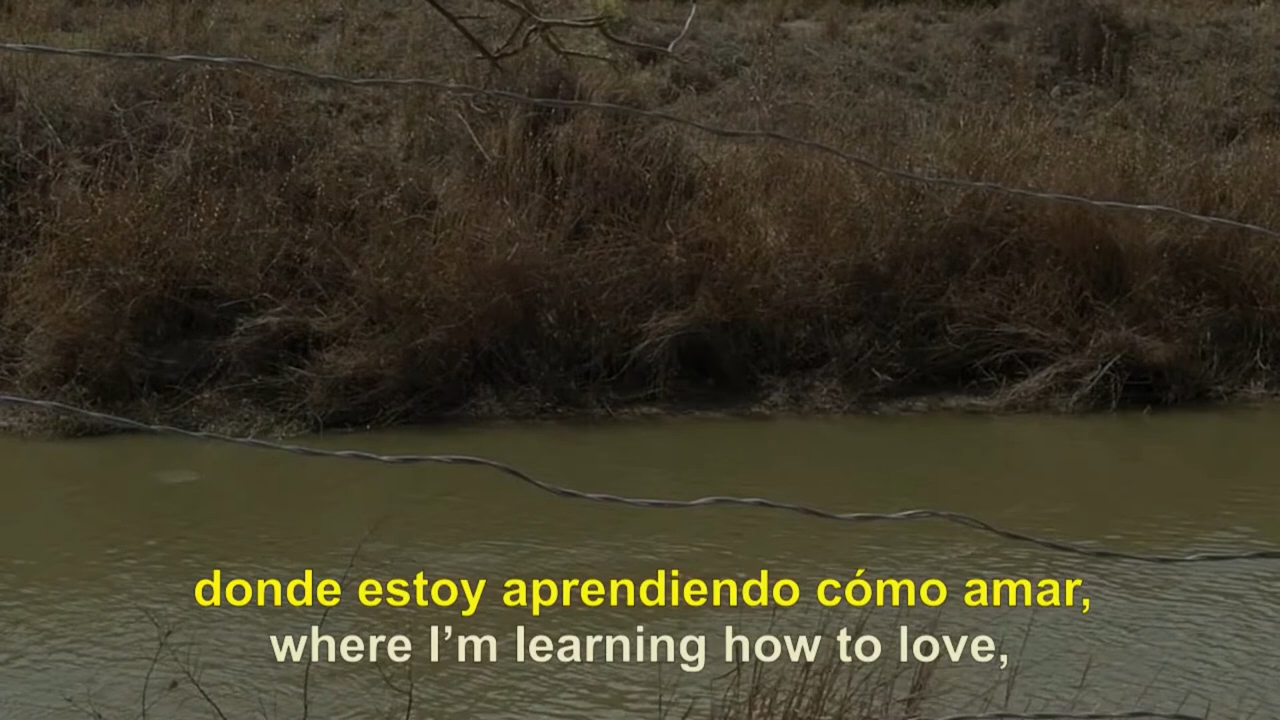 donde estoy aprendiendo cómo amar,
where I’m learning how to love,